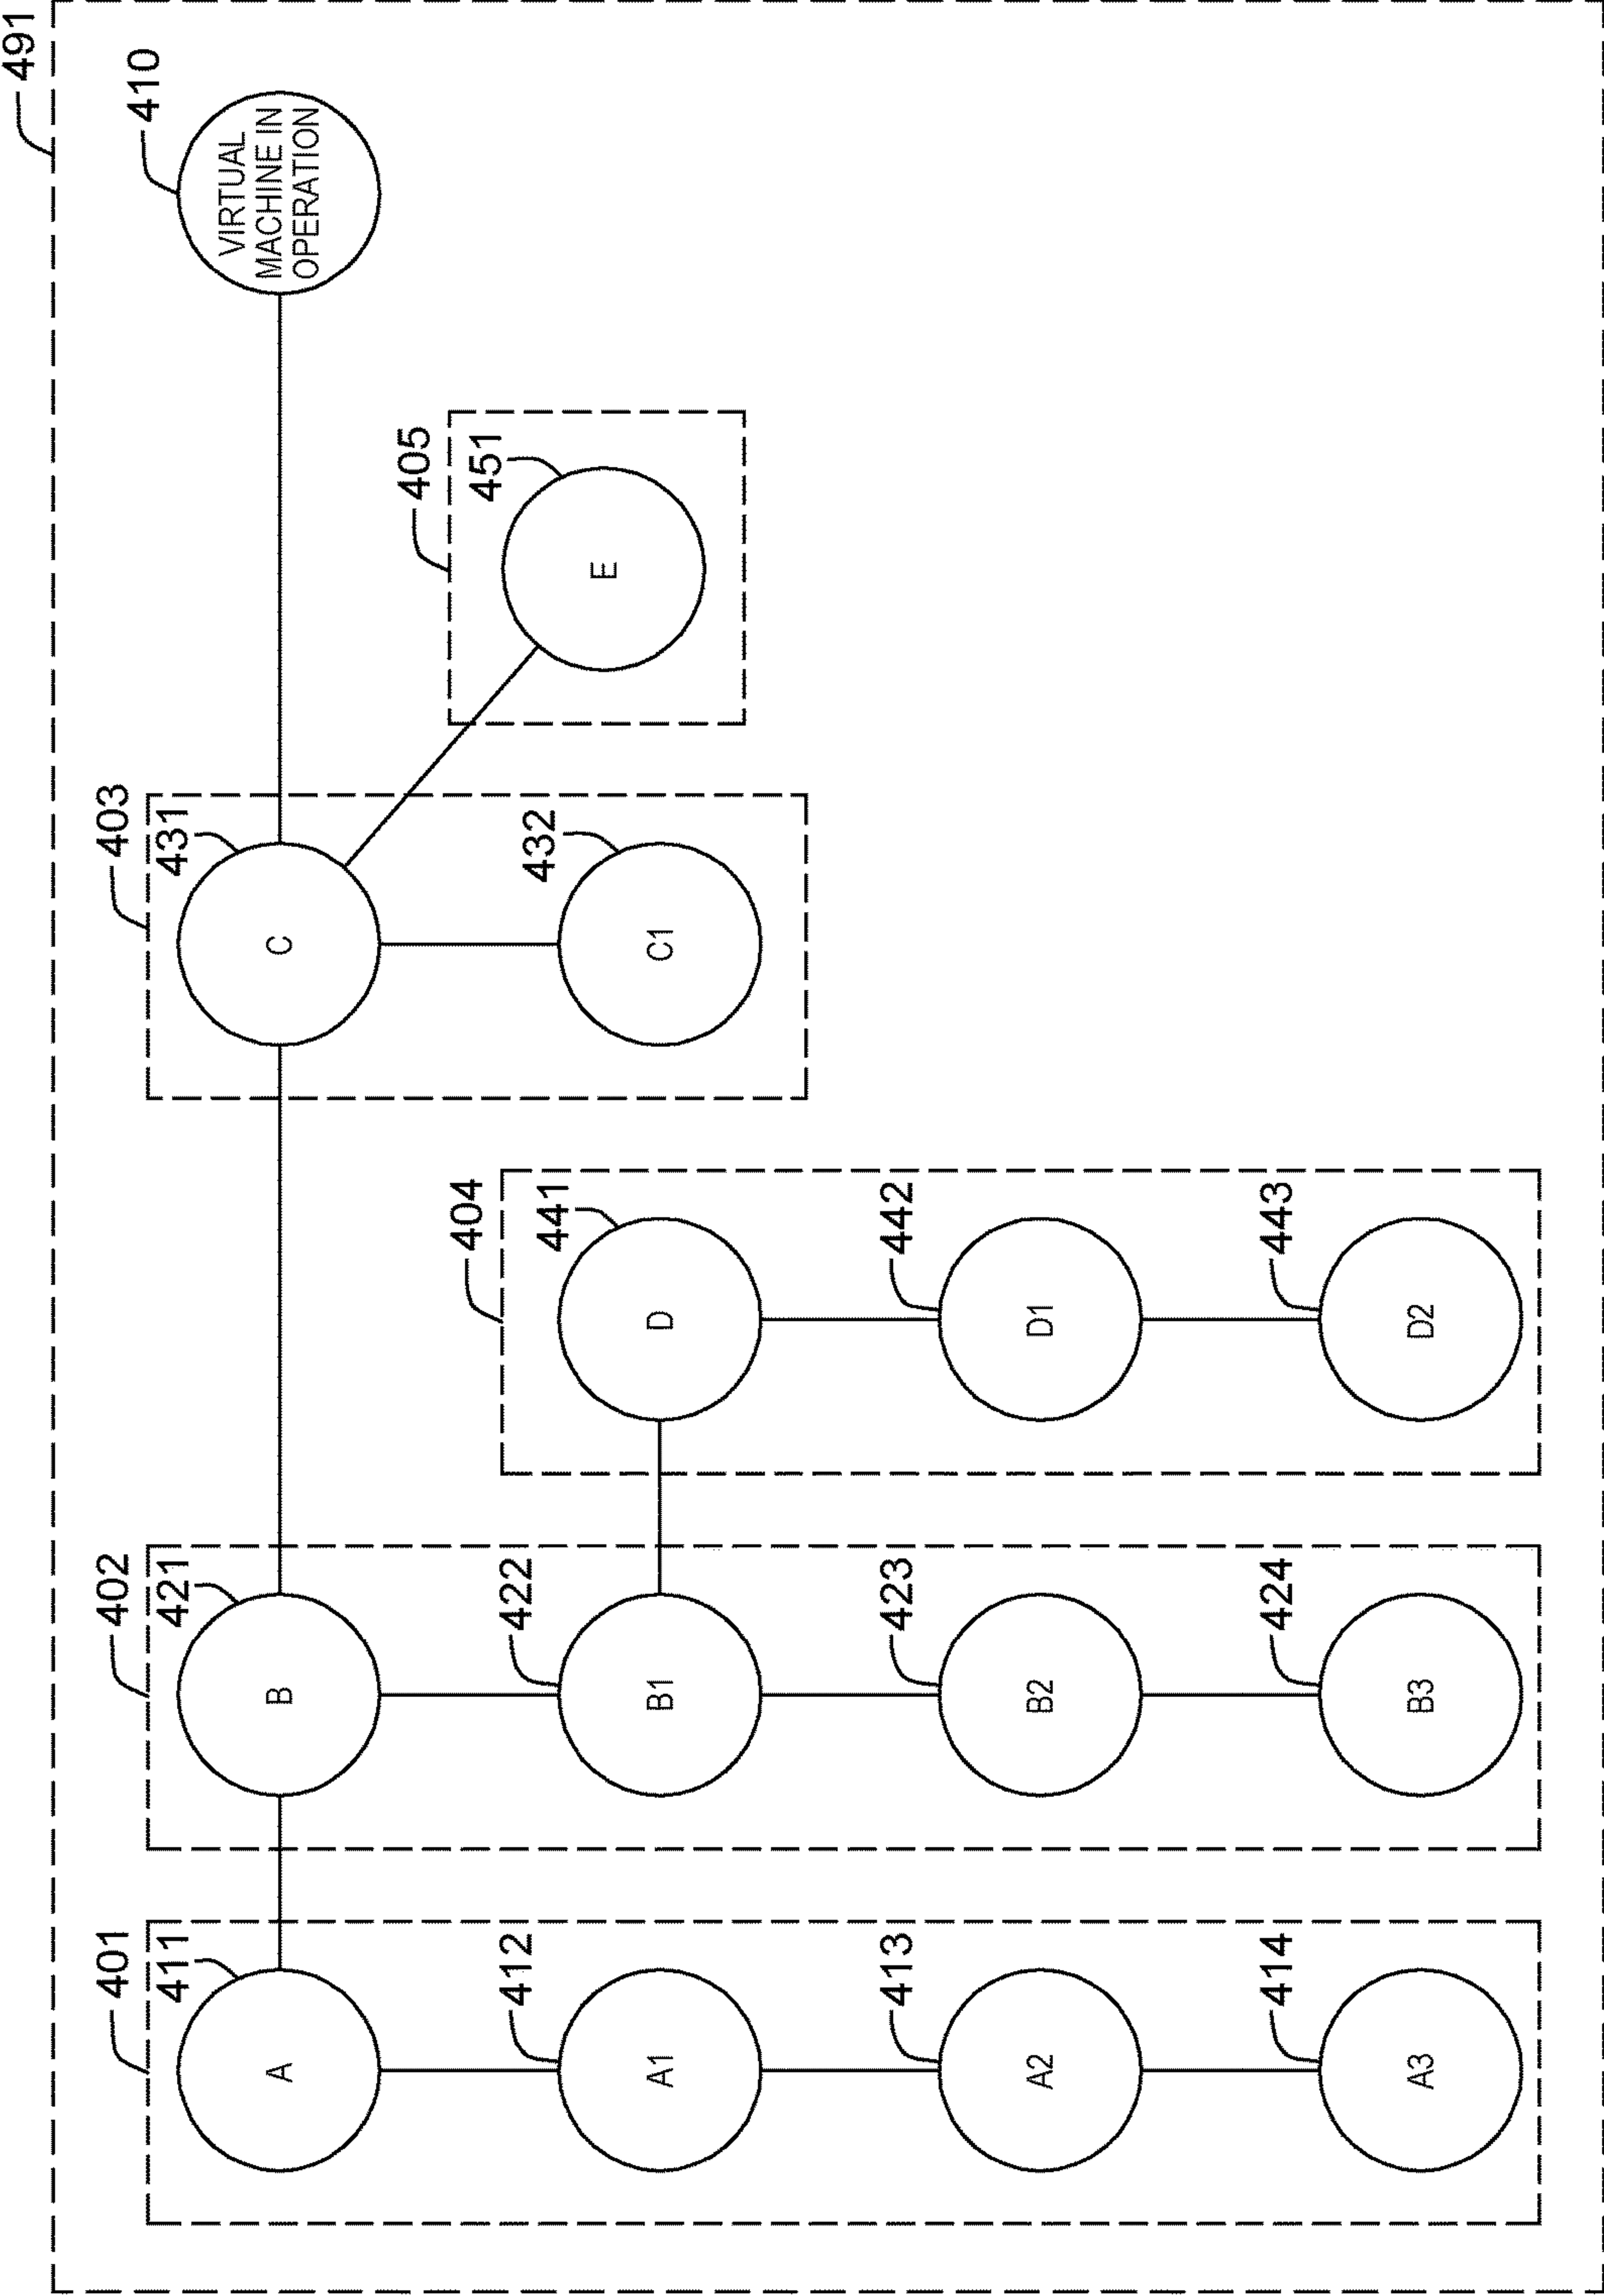 491
401
411
A
412
A1
413
A2
414
A3
402
421
B
422
B1
423
B2
424
B3
404
441
D
442
D1
443
D2
403
431
C
432
C1
405
451
E
410
VIRTUAL
MACHINE IN
OPERATION